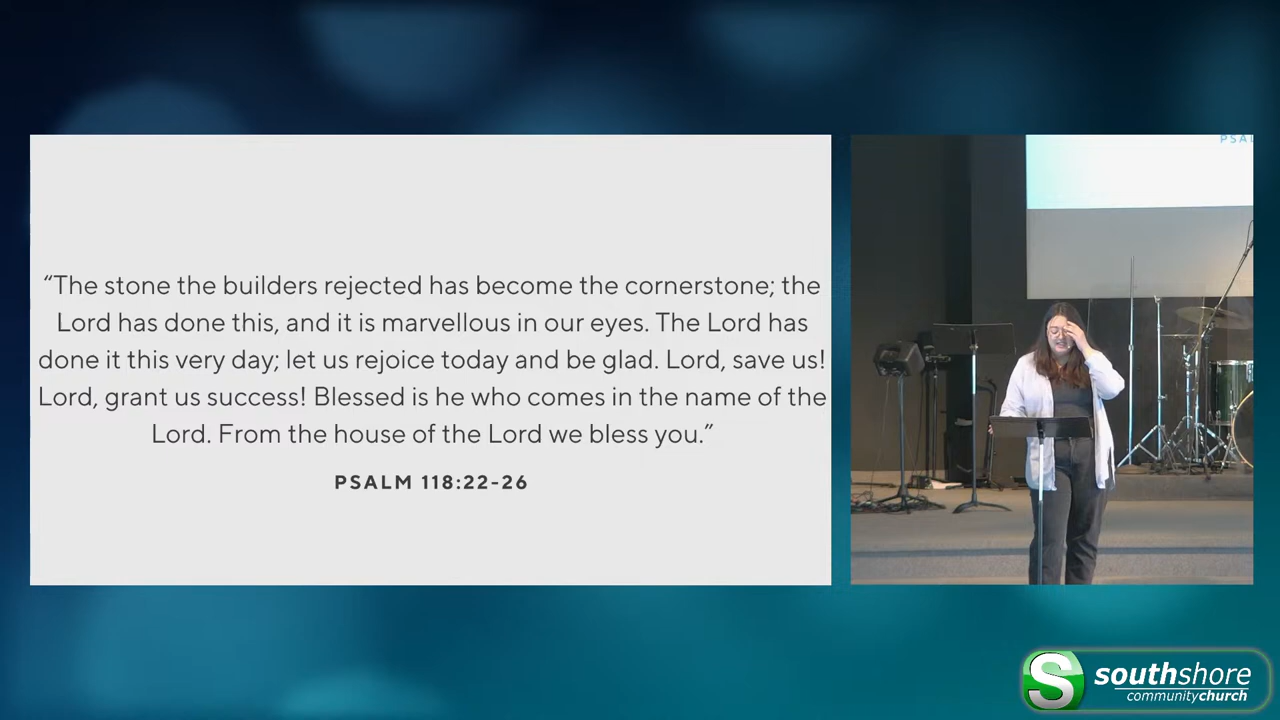 “The stone the builders rejected has become the cornerstone; the
Lord has done this, and it is marvellous in our eyes. The Lord has
done it this very day; let us rejoice today and be glad. Lord, save us!
Lord, grant us success! Blessed is he who comes in the name of the
Lord. From the house of the Lord we bless you.”
PSALM 118:22-26
PSAL
S southshore
communitychurch